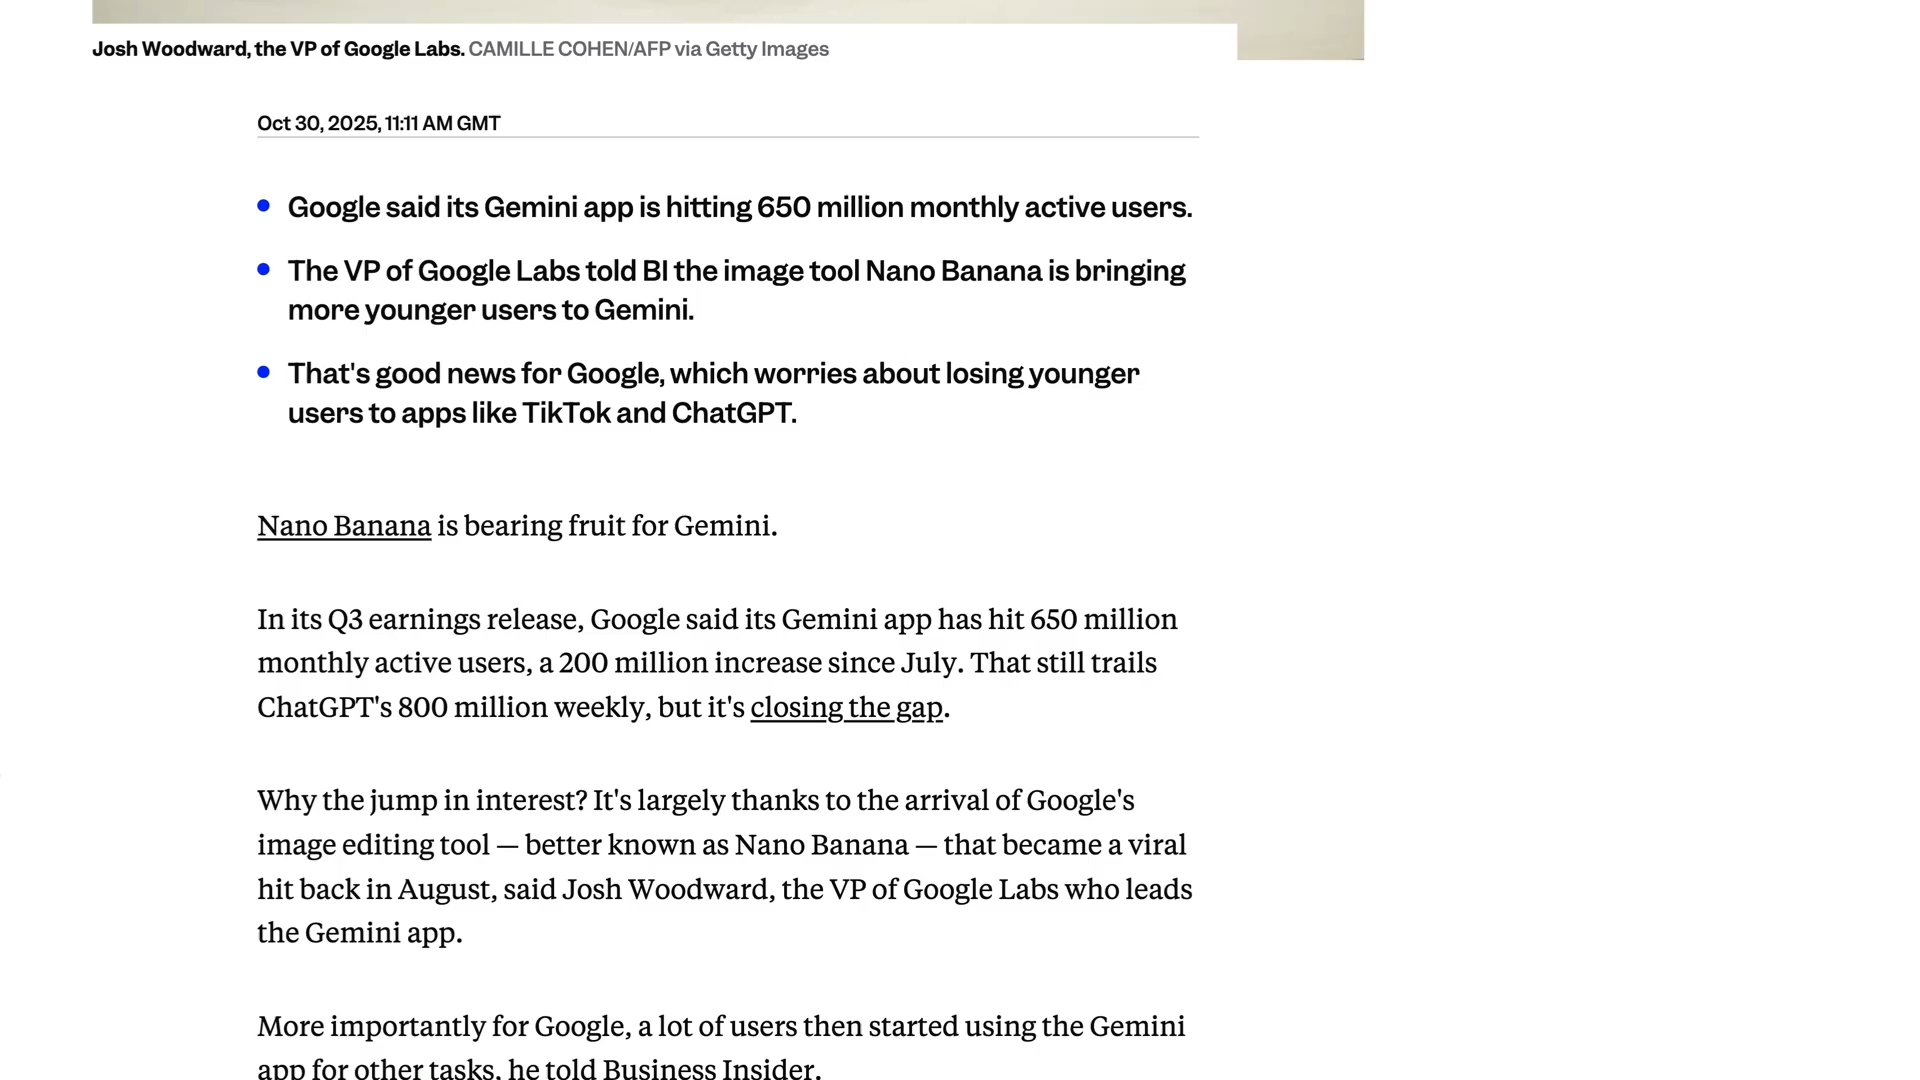 Josh Woodward, the VP of Google Labs. CAMILLE COHEN/AFP via Getty Images
Oct 30, 2025, 11:11 AM GMT
Google said its Gemini app is hitting 650 million monthly active users.
The VP of Google Labs told BI the image tool Nano Banana is bringing
more younger users to Gemini.
That's good news for Google, which worries about losing younger
users to apps like TikTok and ChatGPT.
Nano Banana is bearing fruit for Gemini.
In its Q3 earnings release, Google said its Gemini app has hit 650 million
monthly active users, a 200 million increase since July. That still trails
ChatGPT's 800 million weekly, but it's closing the gap.
Why the jump in interest? It's largely thanks to the arrival of Google's
image editing tool — better known as Nano Banana — that became a viral
hit back in August, said Josh Woodward, the VP of Google Labs who leads
the Gemini app.
More importantly for Google, a lot of users then started using the Gemini
app for other tasks, he told Business Insider.